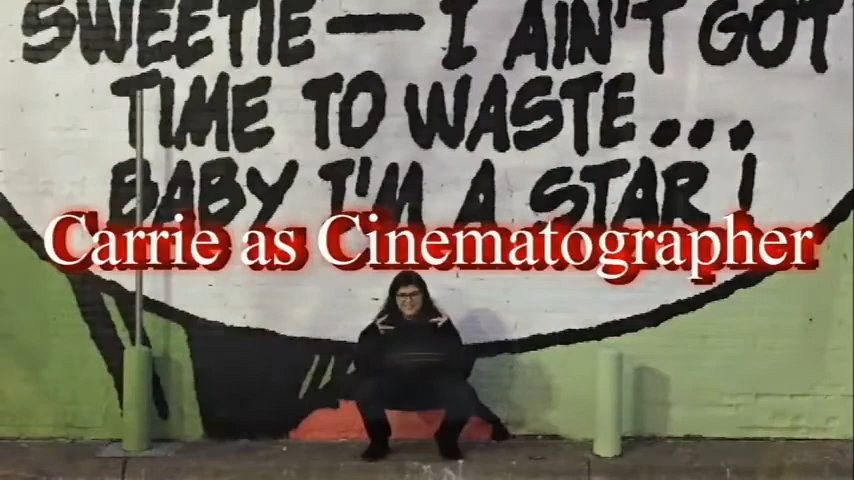 SWEETIE — I AIN'T GOT
TIME TO WASTE...
BABY I'M A STAR!
Carrie as Cinematographer